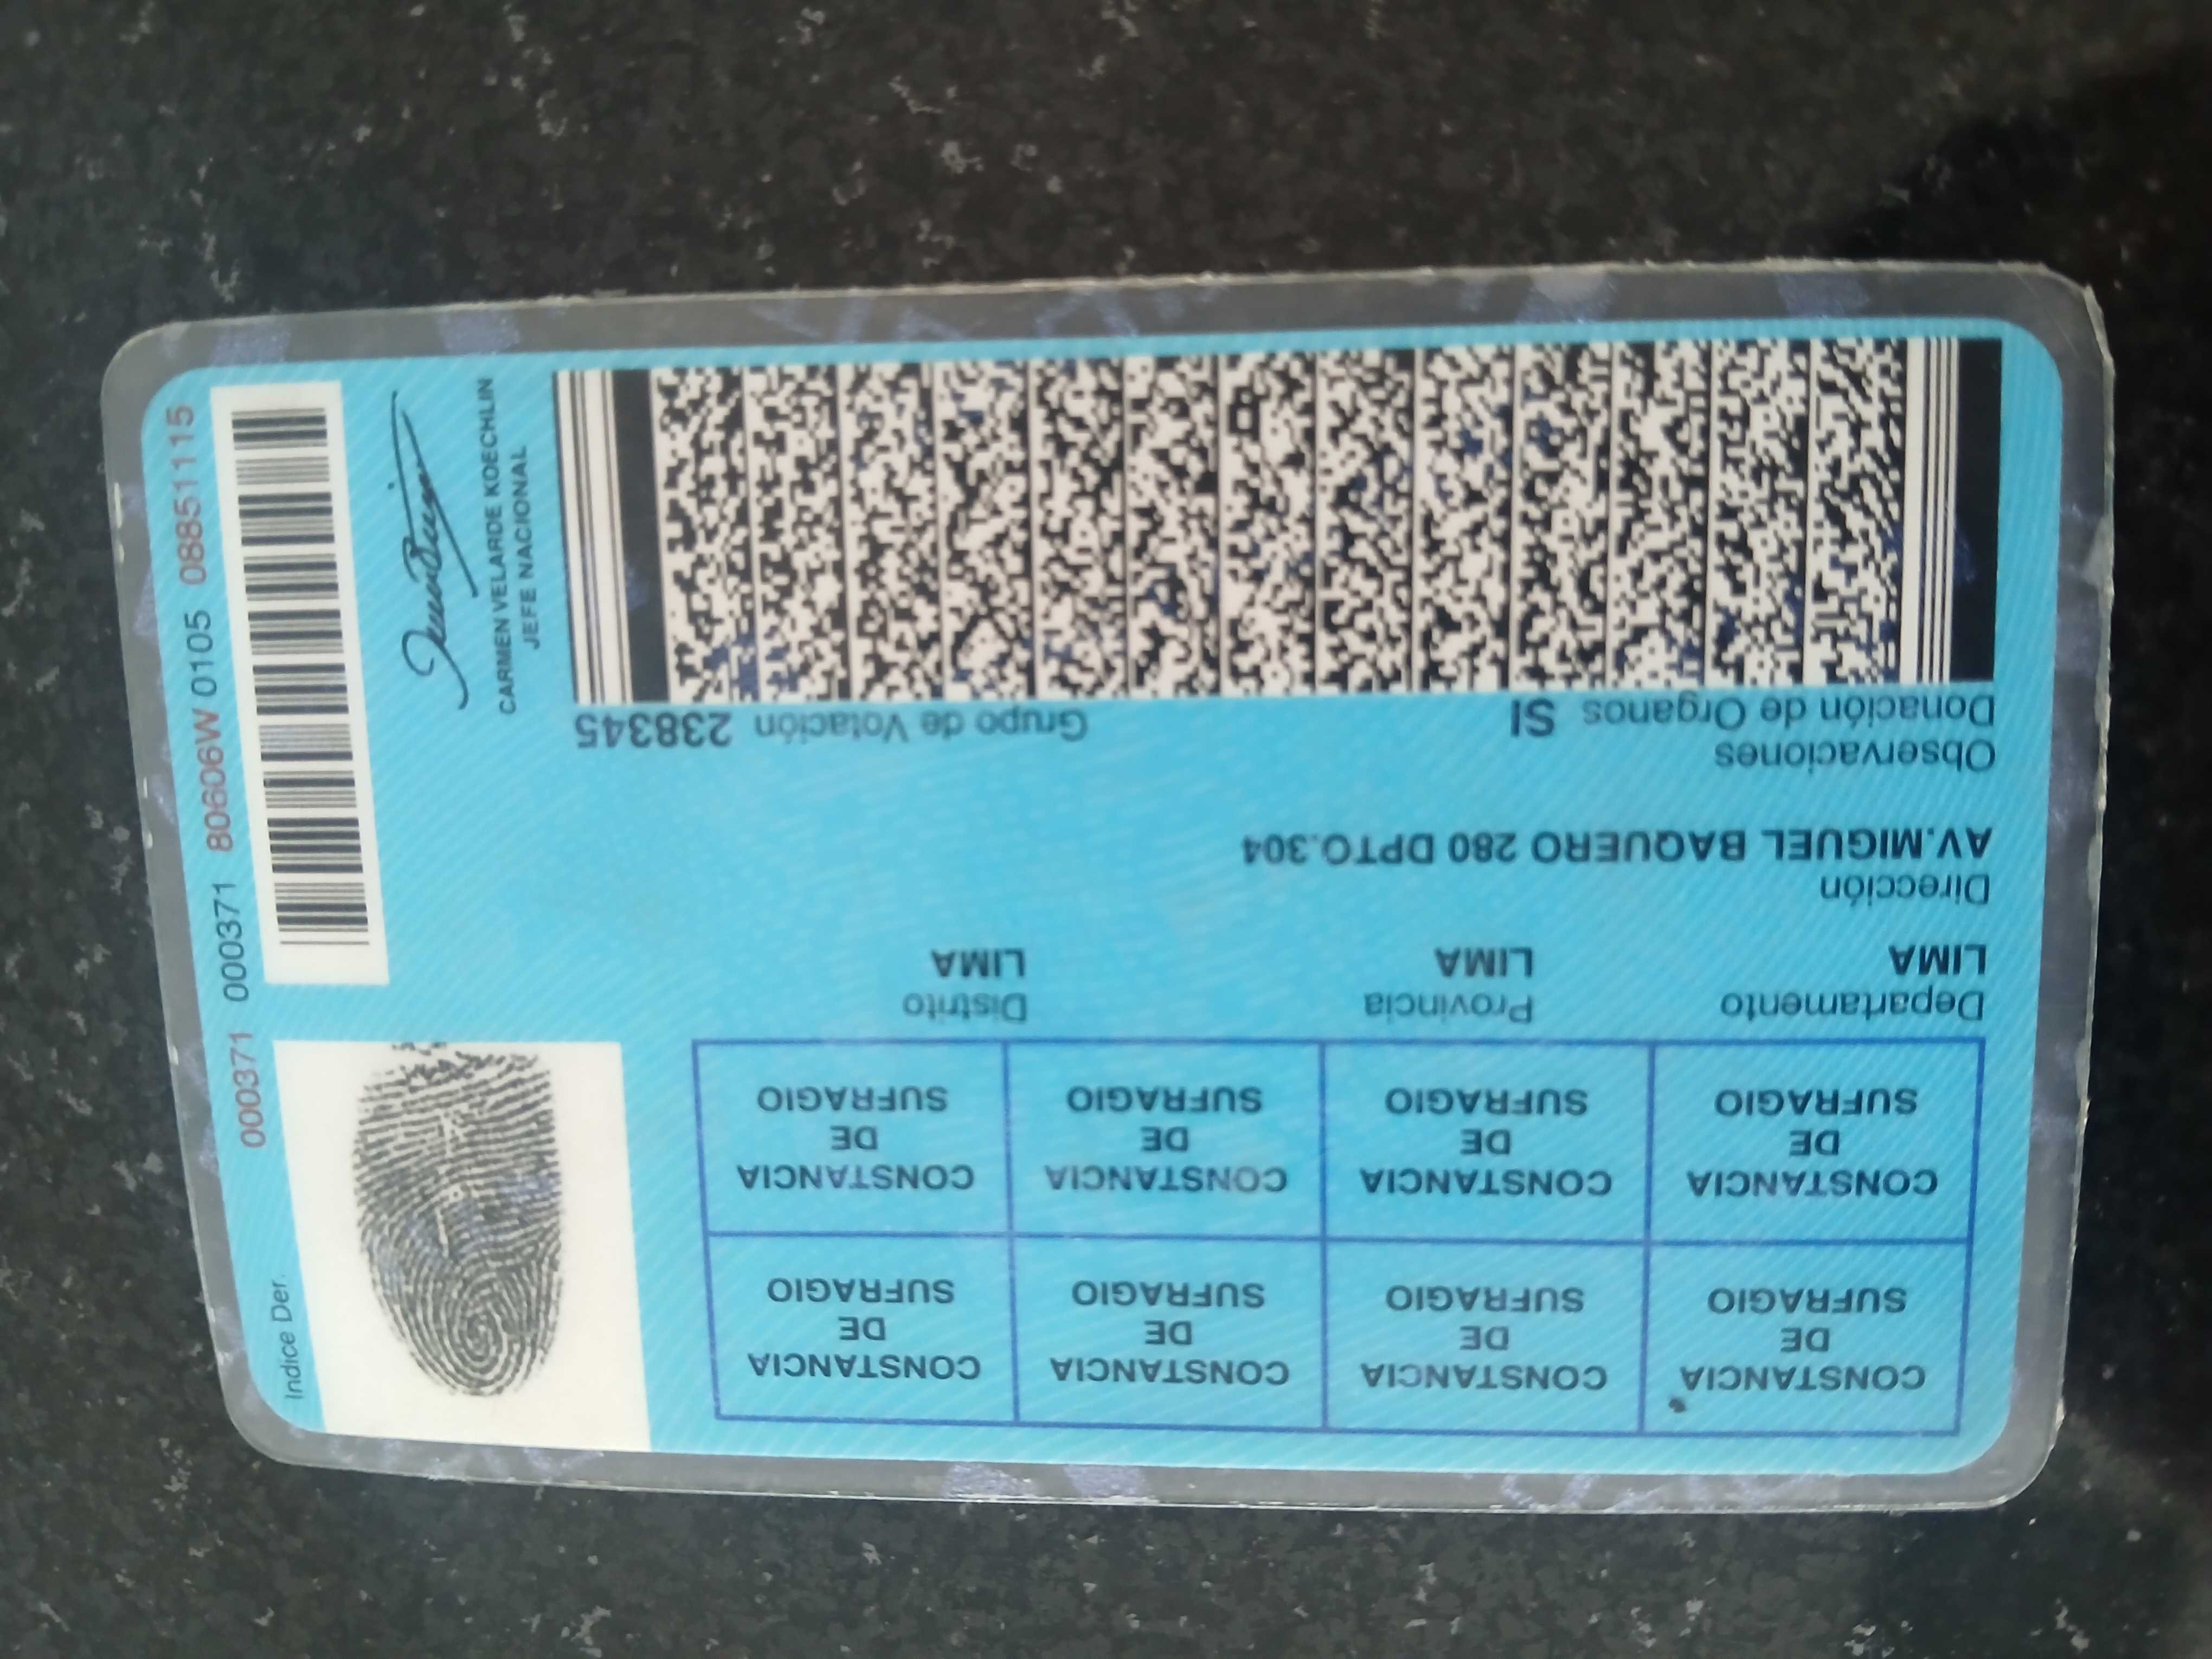 CONSTANCIA DE SUFRAGIO
CONSTANCIA DE SUFRAGIO
CONSTANCIA DE SUFRAGIO
CONSTANCIA DE SUFRAGIO
CONSTANCIA DE SUFRAGIO
CONSTANCIA DE SUFRAGIO
CONSTANCIA DE SUFRAGIO
CONSTANCIA DE SUFRAGIO
Departamento Provincia Distrito
LIMA LIMA LIMA
Dirección
AV.MIGUEL BAQUERO 280 DPTO.304
Observaciones
Donación de Organos SI Grupo de Votación 238345
Indice Der.
000371 000371 80606W 0105 08851115
CARMEN VELARDE KOECHLIN
JEFE NACIONAL